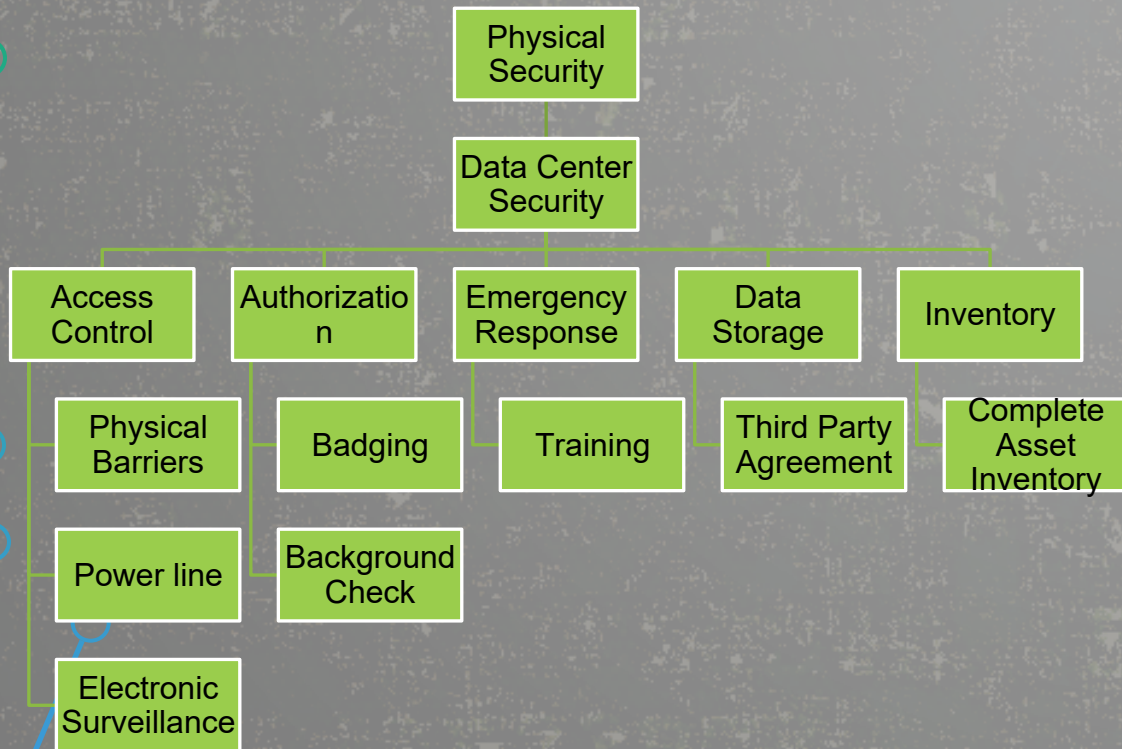 Physical
Security
Data Center
Security
Access
Control
Authorizatio
n
Emergency
Response
Data
Storage
Inventory
Physical
Barriers
Badging
Training
Third Party
Agreement
Complete
Asset
Inventory
Power line
Background
Check
Electronic
Surveillance